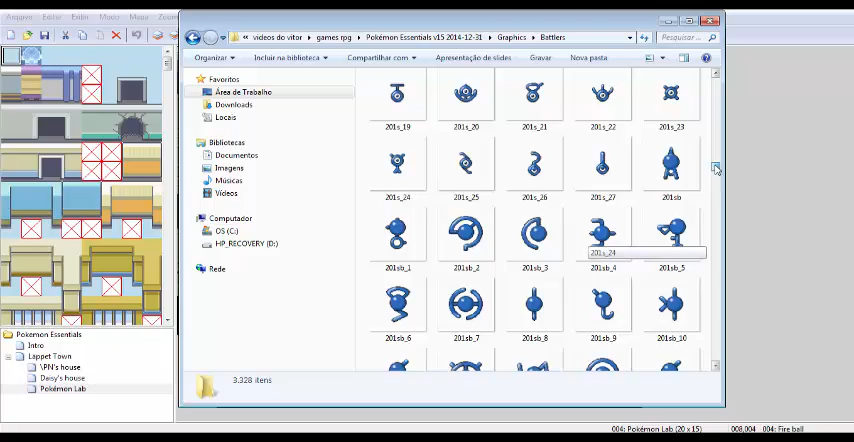 Arquivo Editar Exibir Modo Mapa Zoom
videos do vitor ▸ games rpg ▸ Pokémon Essentials v15 2014-12-31 ▸ Graphics ▸ Battlers
Pesquisar...
Organizar Incluir na biblioteca Compartilhar com Apresentação de slides Gravar Nova pasta
Favoritos
Área de Trabalho
Downloads
Locais
Bibliotecas
Documentos
Imagens
Músicas
Vídeos
Computador
OS (C:)
HP_RECOVERY (D:)
Rede
201s_19 201s_20 201s_21 201s_22 201s_23
201s_24 201s_25 201s_26 201s_27 201sb
201sb_1 201sb_2 201sb_3 201sb_4 201sb_5
201s_24
201sb_6 201sb_7 201sb_8 201sb_9 201sb_10
3.328 itens
Pokemon Essentials
Intro
Lappet Town
\PN's house
Daisy's house
Pokémon Lab
004: Pokémon Lab (20 x 15) 008,004 004: Fire ball